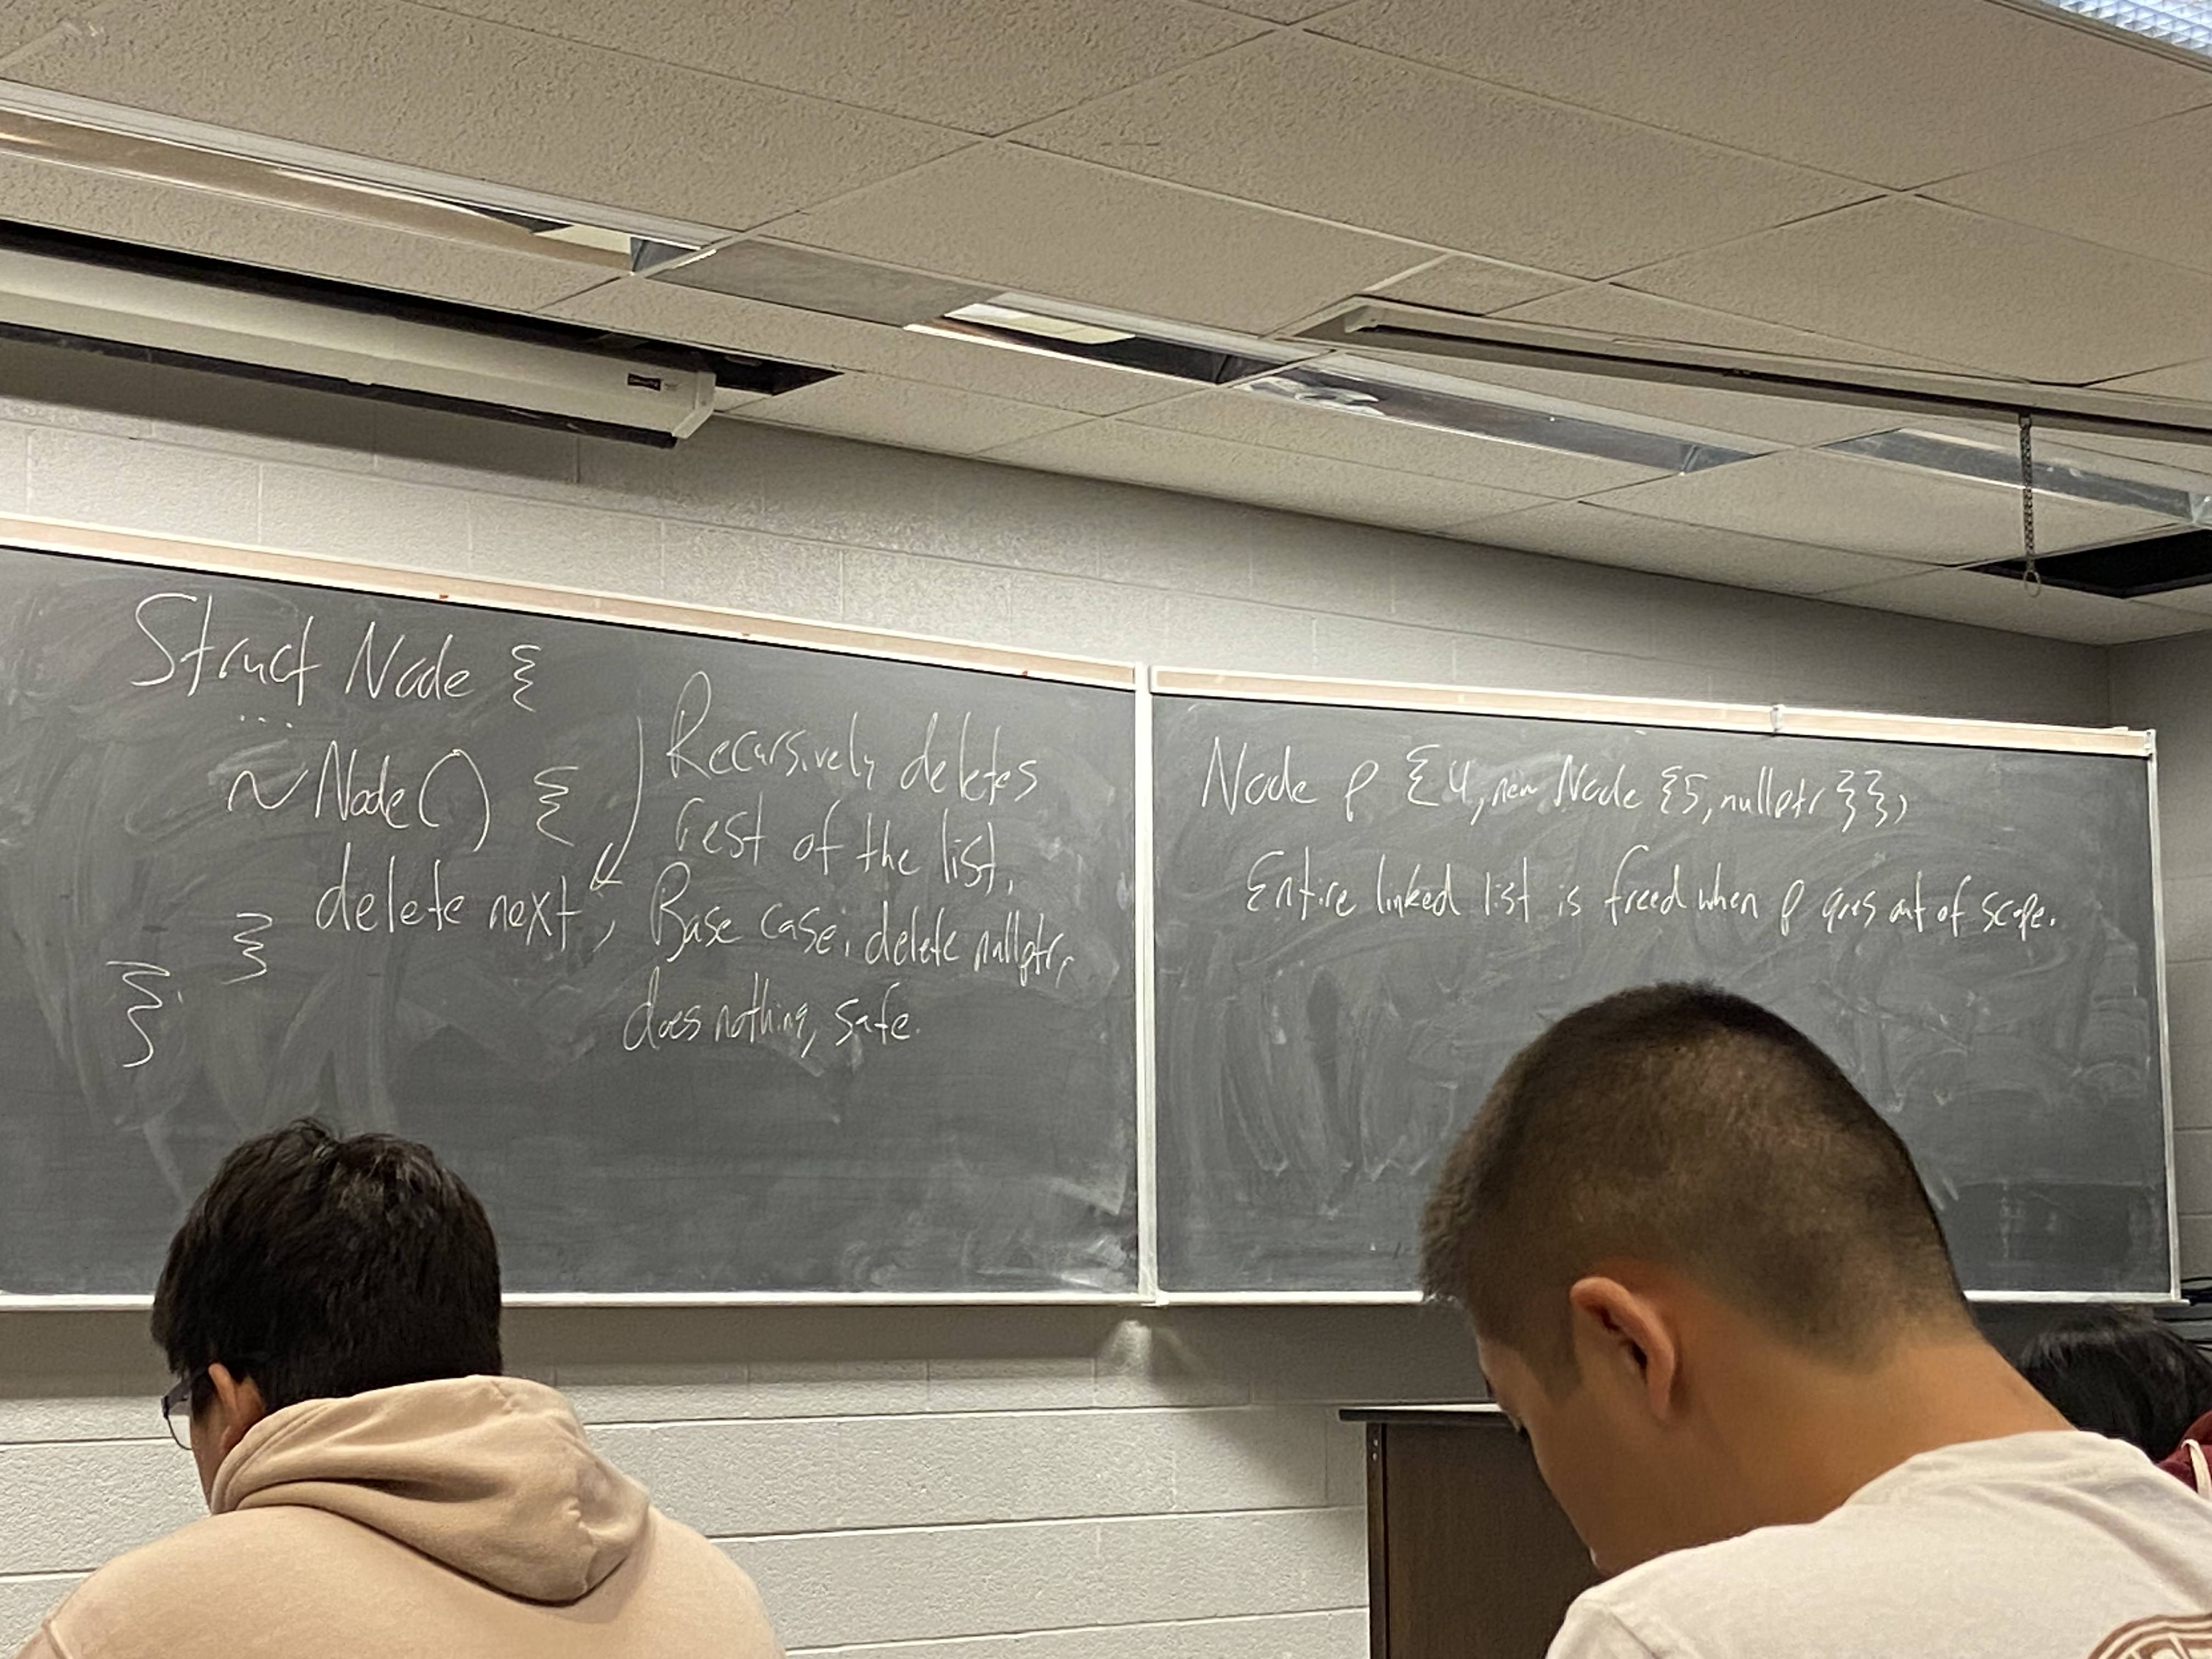 Struct Node {
...
~Node() {
delete next;
}
};
Recursively deletes
rest of the list.
Base case: delete nullptr,
does nothing, safe.
Node p {4, new Node {5, nullptr}};
Entire linked list is freed when p goes out of scope.